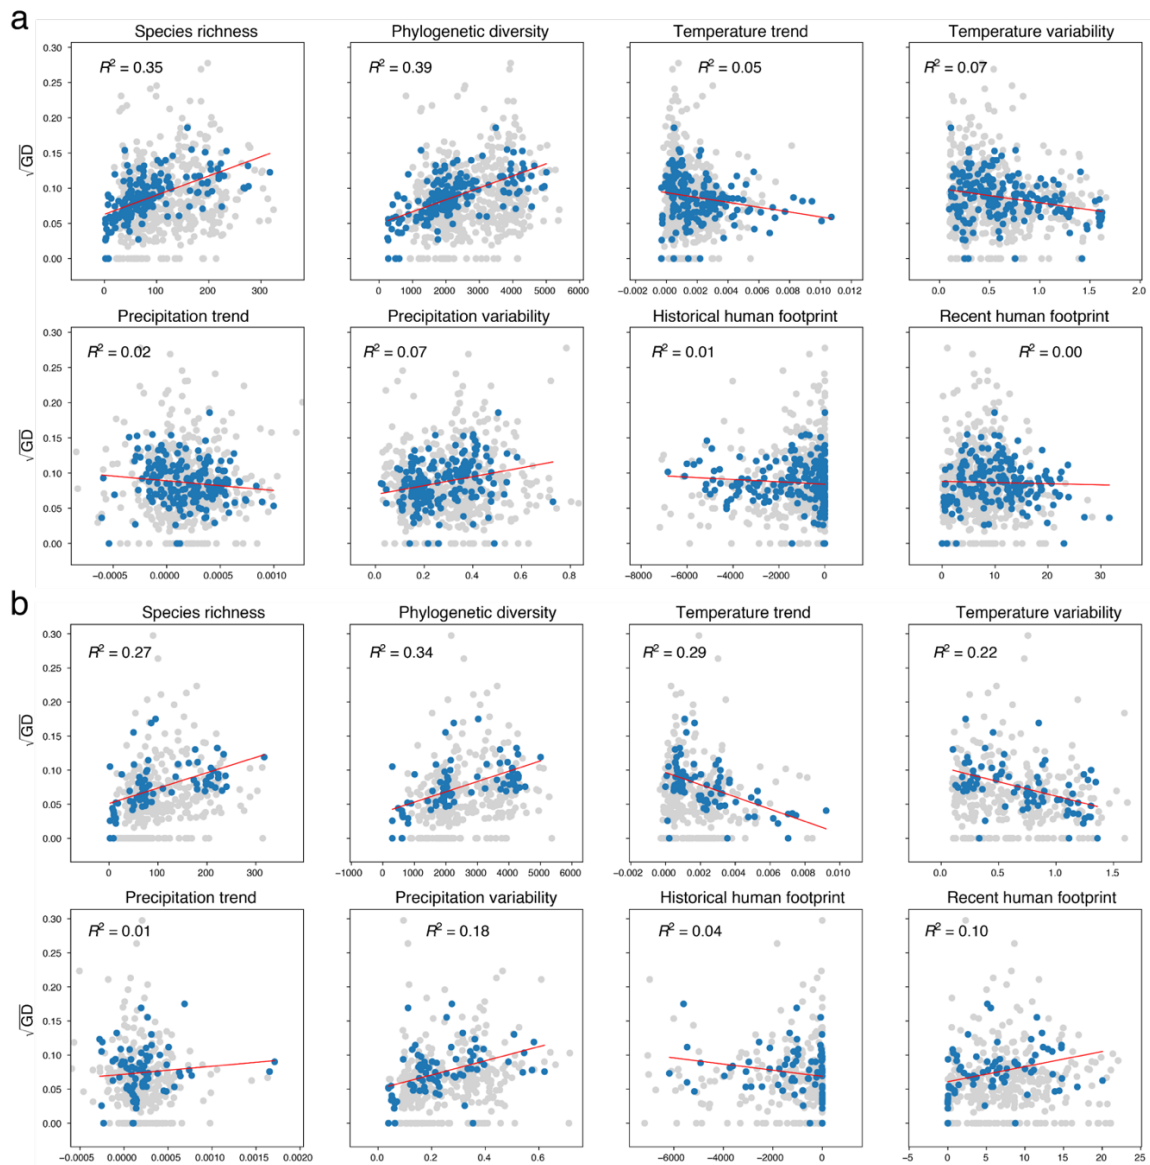 a
Species richness Phylogenetic diversity Temperature trend Temperature variability
R² = 0.35 R² = 0.39 R² = 0.05 R² = 0.07
√GD
0.30
0.25
0.20
0.15
0.10
0.05
0.00
0 100 200 300 0 1000 2000 3000 4000 5000 6000 −0.002 0.000 0.002 0.004 0.006 0.008 0.010 0.012 0.0 0.5 1.0 1.5 2.0
Precipitation trend Precipitation variability Historical human footprint Recent human footprint
R² = 0.02 R² = 0.07 R² = 0.01 R² = 0.00
√GD
0.30
0.25
0.20
0.15
0.10
0.05
0.00
−0.0005 0.0000 0.0005 0.0010 0.0 0.2 0.4 0.6 0.8 −8000 −6000 −4000 −2000 0 0 10 20 30
b
Species richness Phylogenetic diversity Temperature trend Temperature variability
R² = 0.27 R² = 0.34 R² = 0.29 R² = 0.22
√GD
0.30
0.25
0.20
0.15
0.10
0.05
0.00
0 100 200 300 −1000 0 1000 2000 3000 4000 5000 6000 −0.002 0.000 0.002 0.004 0.006 0.008 0.010 0.0 0.5 1.0 1.5
Precipitation trend Precipitation variability Historical human footprint Recent human footprint
R² = 0.01 R² = 0.18 R² = 0.04 R² = 0.10
√GD
0.30
0.25
0.20
0.15
0.10
0.05
0.00
−0.0005 0.0000 0.0005 0.0010 0.0015 0.0020 0.0 0.2 0.4 0.6 −6000 −4000 −2000 0 −5 0 5 10 15 20 25